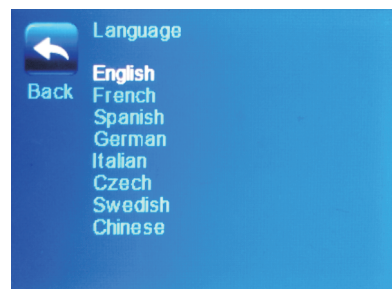 Language
English
Back
French
Spanish
German
Italian
Czech
Swedish
Chinese